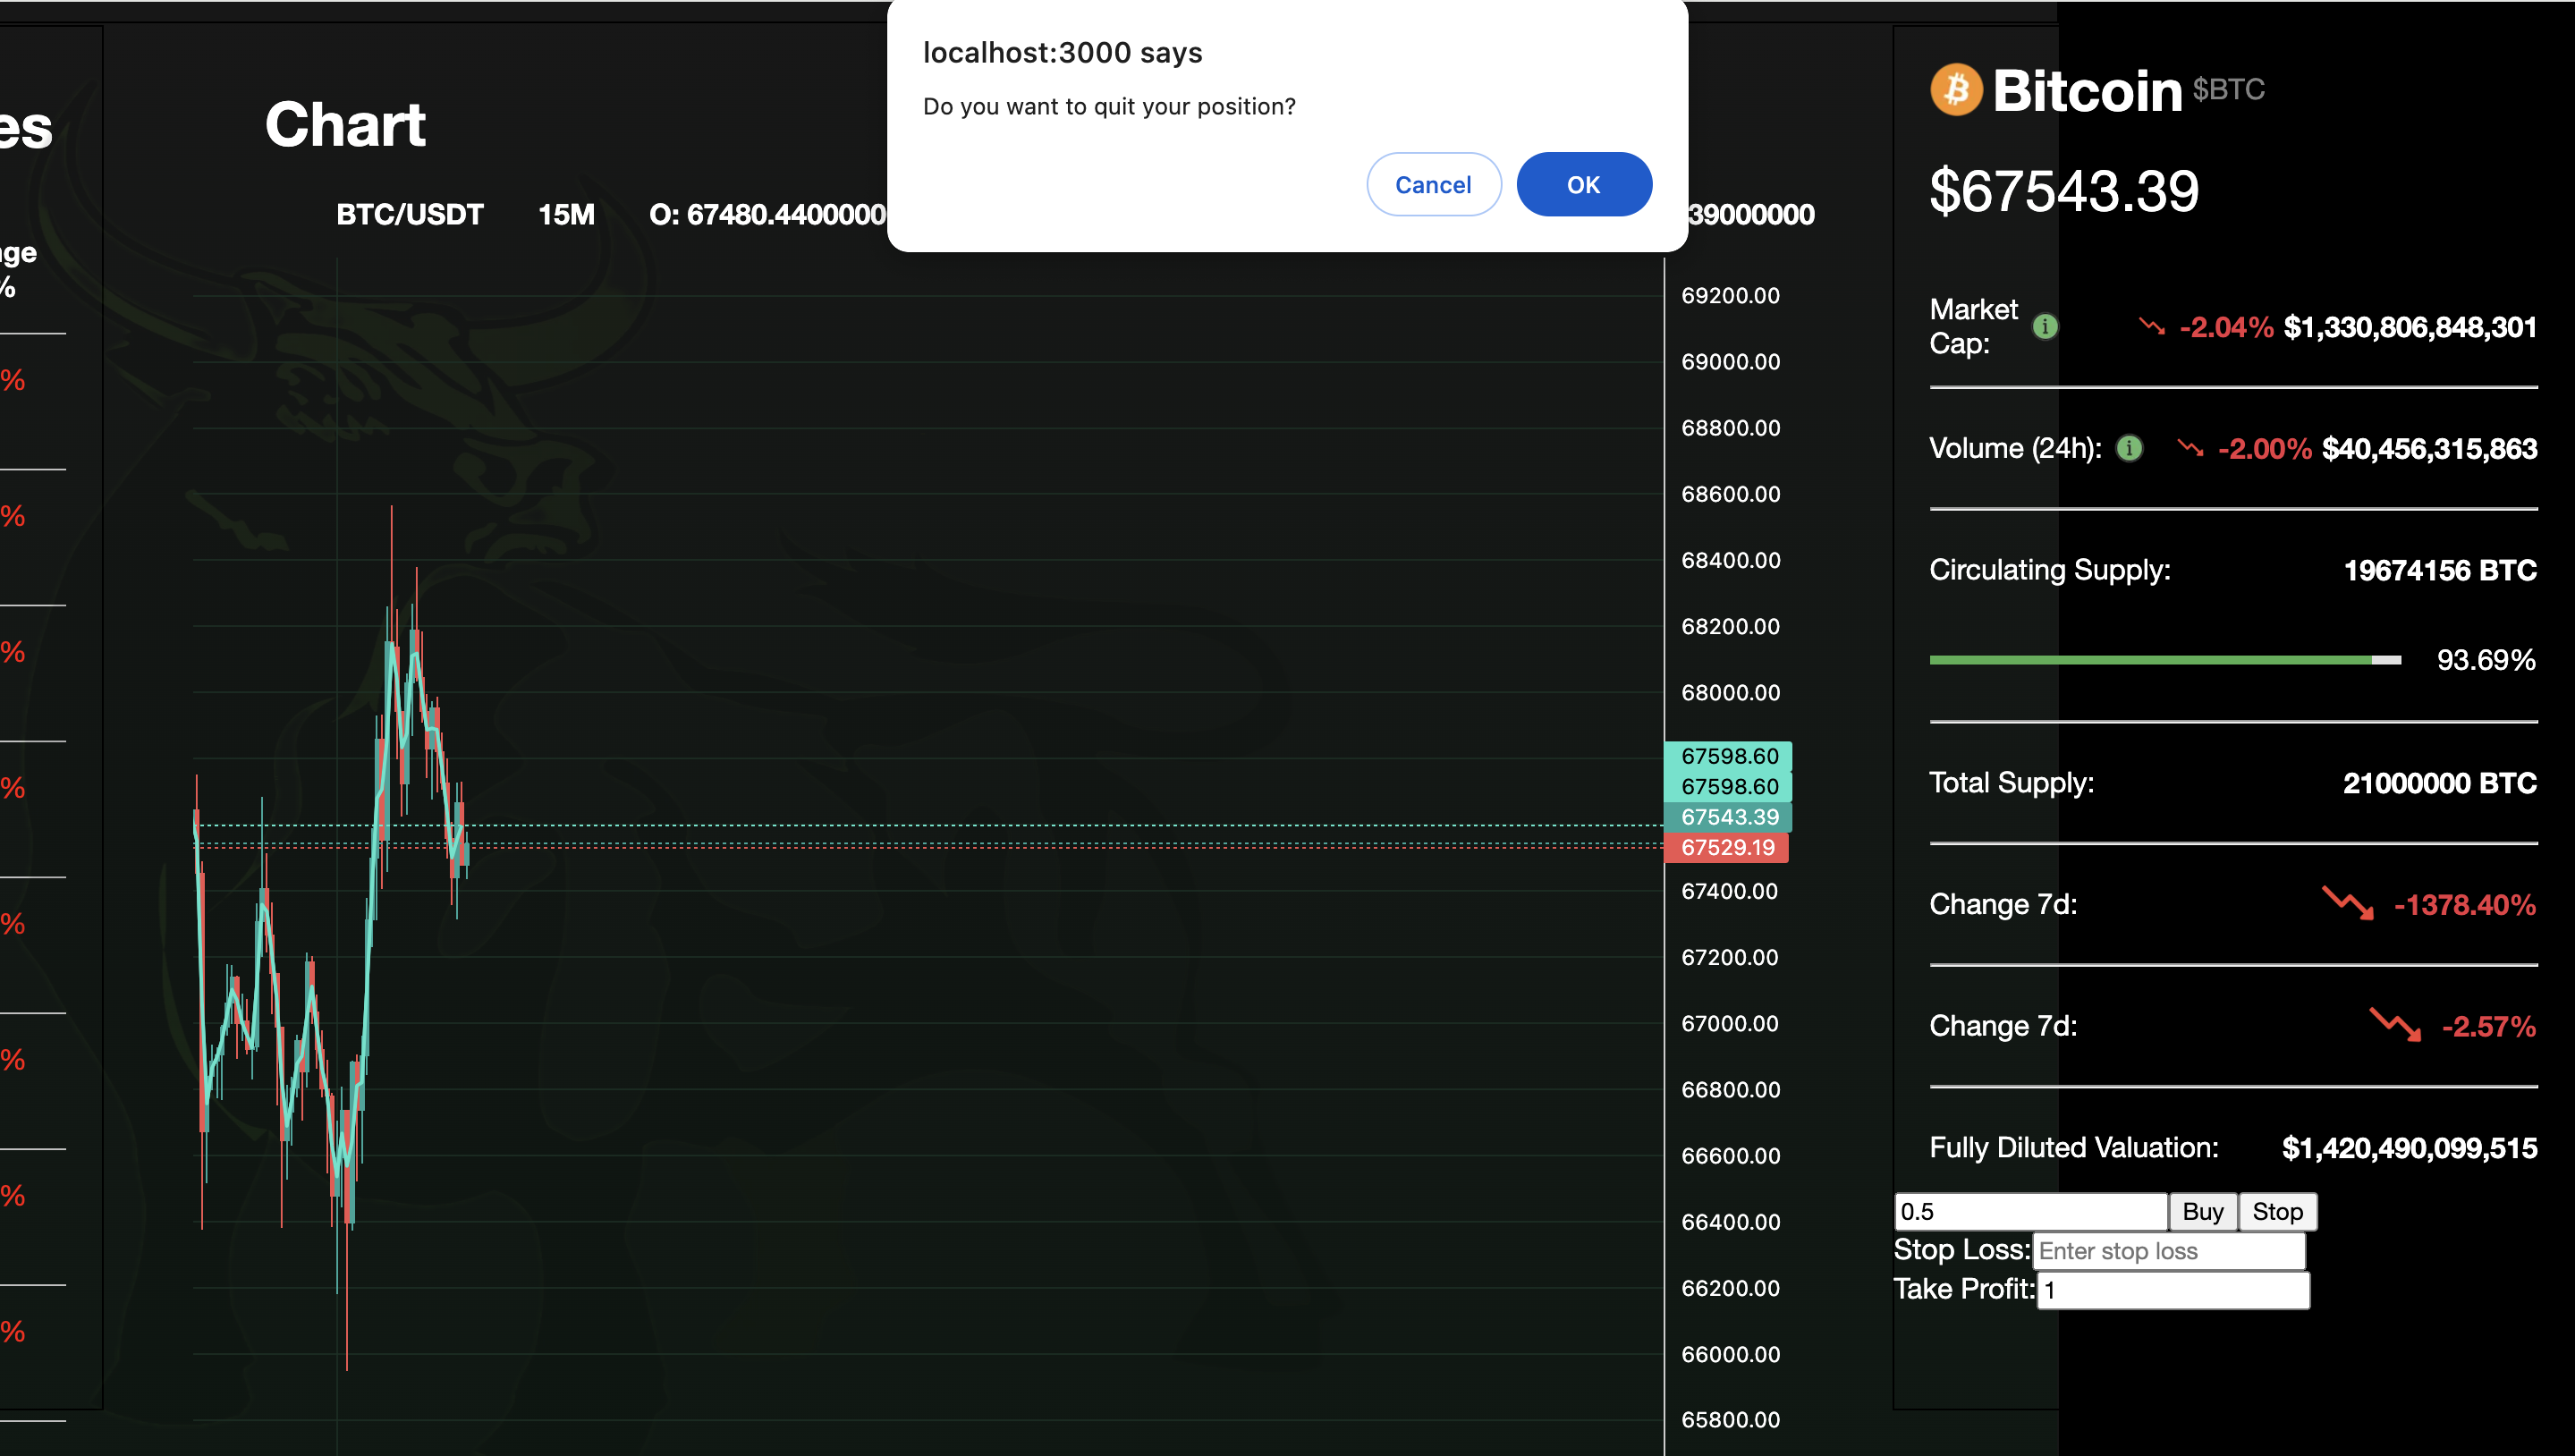 localhost:3000 says
Do you want to quit your position?
Cancel
OK
es
age
%
%
%
%
%
%
%
%
%
Chart
BTC/USDT 15M O: 67480.4400000
39000000
69200.00
69000.00
68800.00
68600.00
68400.00
68200.00
68000.00
67598.60
67598.60
67543.39
67529.19
67400.00
67200.00
67000.00
66800.00
66600.00
66400.00
66200.00
66000.00
65800.00
Bitcoin $BTC
$67543.39
Market Cap: i -2.04% $1,330,806,848,301
Volume (24h): i -2.00% $40,456,315,863
Circulating Supply: 19674156 BTC
93.69%
Total Supply: 21000000 BTC
Change 7d: -1378.40%
Change 7d: -2.57%
Fully Diluted Valuation: $1,420,490,099,515
0.5 Buy Stop
Stop Loss: Enter stop loss
Take Profit: 1